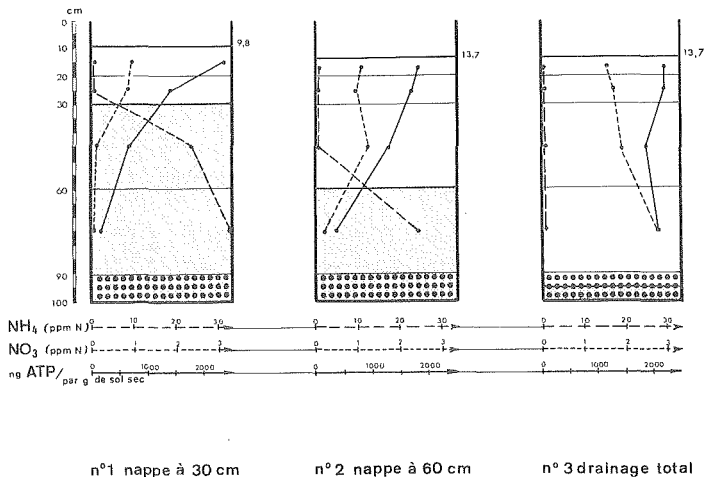 cm
0
10
20
30
60
90
100
9,8
13,7
13,7
NH4 (ppm N) 0 10 20 30 0 10 20 30 0 10 20 30
NO3 (ppm N) 0 1 2 3 0 1 2 3 0 1 2 3
ng ATP/par g de sol sec 0 1000 2000 0 1000 2000 0 1000 2000
n°1 nappe à 30 cm
n°2 nappe à 60 cm
n°3 drainage total